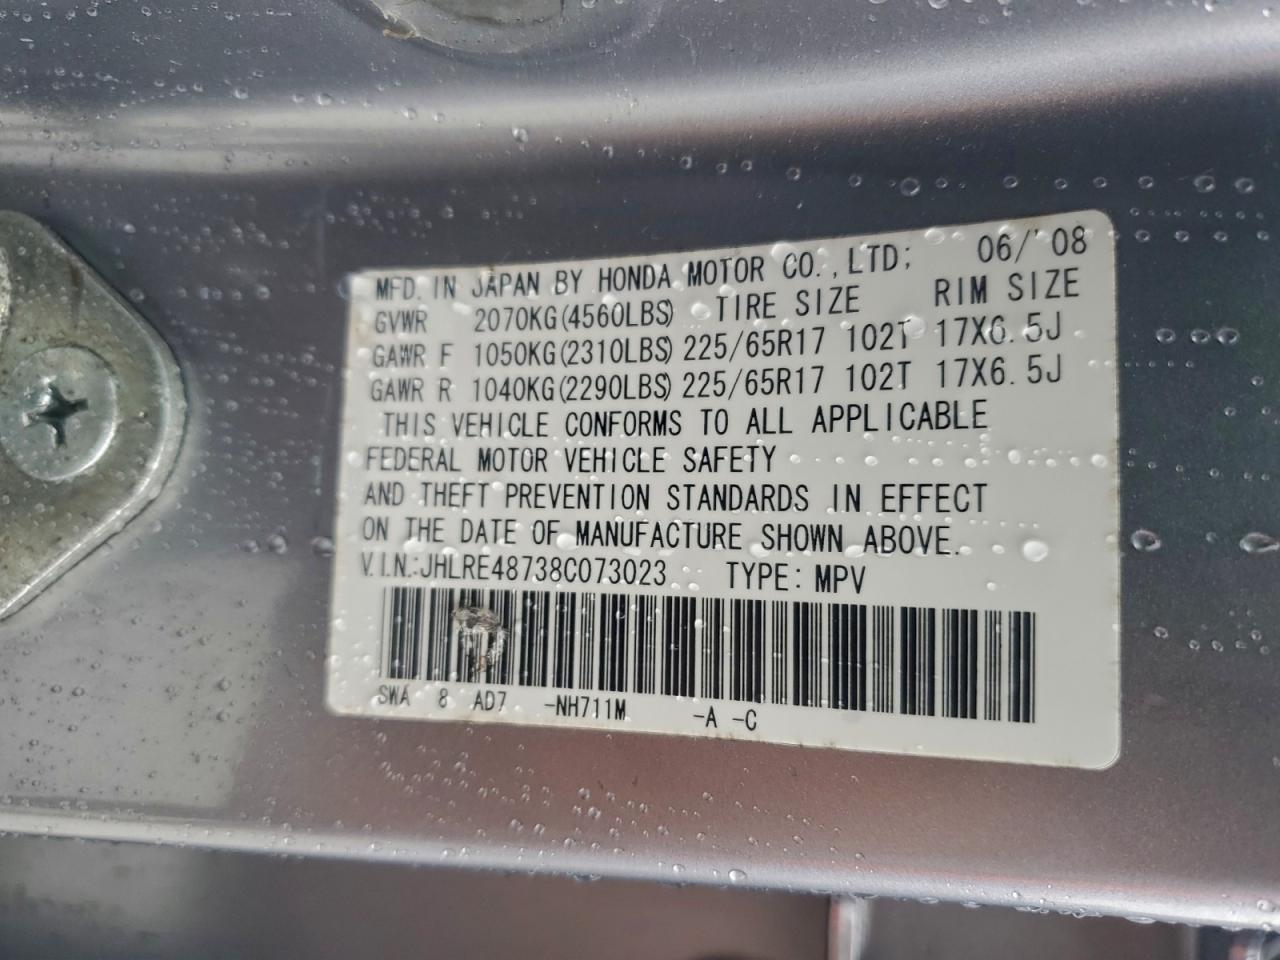 MFD. IN JAPAN BY HONDA MOTOR CO., LTD; 06/'08
GVWR 2070KG(4560LBS) TIRE SIZE RIM SIZE
GAWR F 1050KG(2310LBS) 225/65R17 102T 17X6.5J
GAWR R 1040KG(2290LBS) 225/65R17 102T 17X6.5J
THIS VEHICLE CONFORMS TO ALL APPLICABLE
FEDERAL MOTOR VEHICLE SAFETY
AND THEFT PREVENTION STANDARDS IN EFFECT
ON THE DATE OF MANUFACTURE SHOWN ABOVE.
V.I.N.:JHLRE48738C073023 TYPE: MPV
SWA 8 AD7 -NH711M -A -C